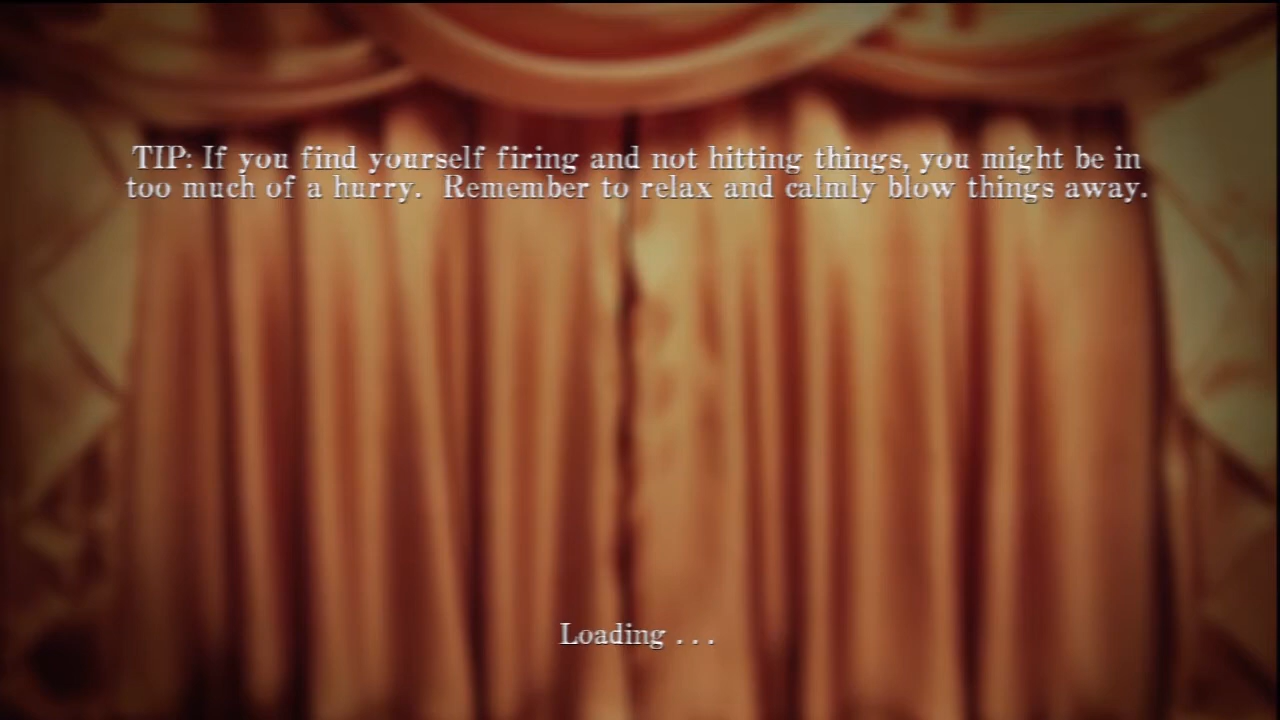 TIP: If you find yourself firing and not hitting things, you might be in
too much of a hurry.  Remember to relax and calmly blow things away.
Loading . . .